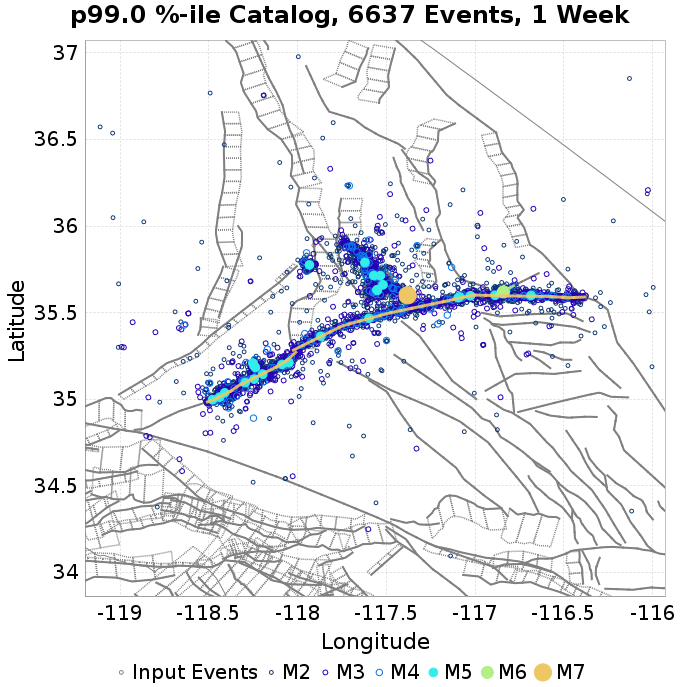 p99.0 %-ile Catalog, 6637 Events, 1 Week
37
36.5
36
35.5
35
34.5
34
Latitude
-119
-118.5
-118
-117.5
-117
-116.5
-116
Longitude
Input Events
M2
M3
M4
M5
M6
M7